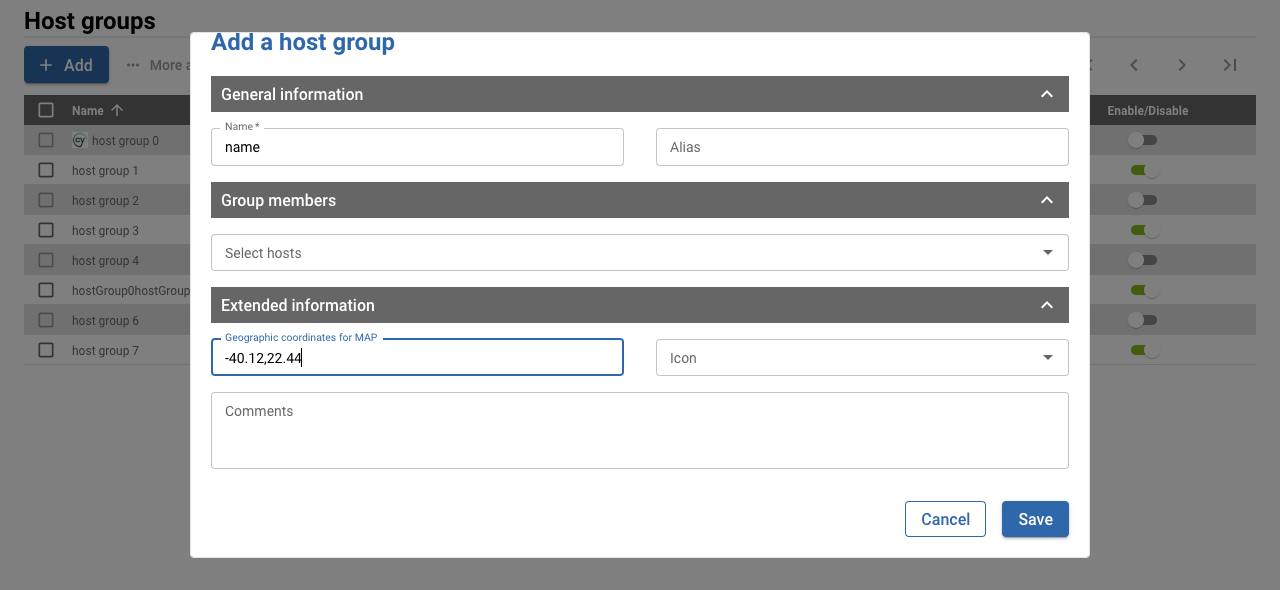 Host groups
Add a host group
Add
More a
General information
Name
Enable/Disable
Name *
name
Alias
host group 0
host group 1
Group members
host group 2
host group 3
Select hosts
host group 4
hostGroup0hostGroup
Extended information
host group 6
Geographic coordinates for MAP
host group 7
-40.12,22.44
Icon
Comments
Cancel
Save